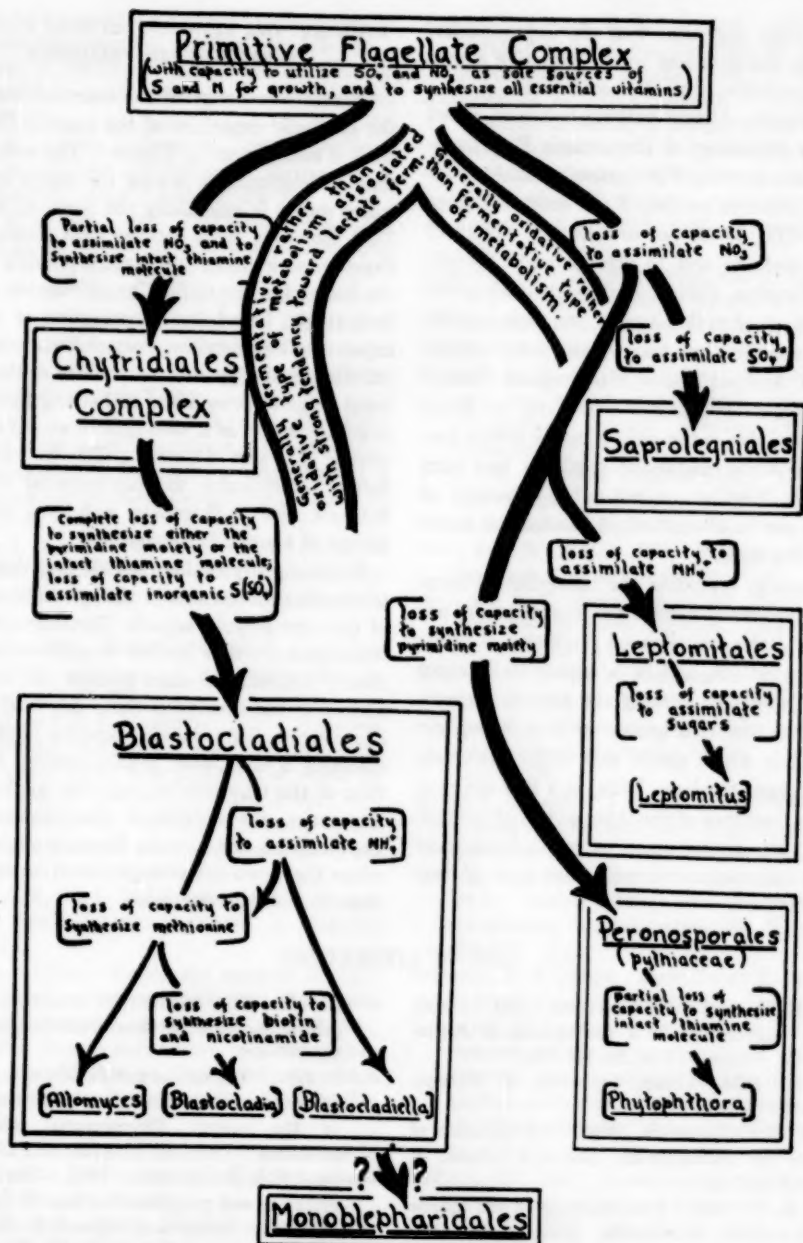 Primitive Flagellate Complex
(with capacity to utilize SO₄ and NO₃ as sole sources of
S and N for growth, and to synthesize all essential vitamins)
Generally fermentative rather than
oxidative type of metabolism associated
with strong tendency toward lactate ferm.
Generally oxidative rather
than fermentative type
of metabolism.
Partial loss of capacity
to assimilate NO₃ and to
Synthesize intact thiamine
molecule
loss of capacity
to assimilate NO₃⁻
Chytridiales
Complex
loss of capacity
to assimilate SO₄⁼
Saprolegniales
Complete loss of capacity
to synthesize either the
pyrimidine moiety or the
intact thiamine molecule;
loss of capacity to
assimilate inorganic S(SO₄)
loss of capacity to
assimilate NH₄⁺
loss of capacity
to synthesize
pyrimidine moiety
Leptomitales
loss of capacity
to assimilate
Sugars
(Leptomitus)
Blastocladiales
loss of capacity
to assimilate NH₄⁺
loss of capacity to
Synthesize methionine
loss of capacity to
synthesize biotin
and nicotinamide
(Allomyces)
(Blastocladia)
(Blastocladiella)
Peronosporales
(pythiaceae)
partial loss of
capacity to synthesize
intact thiamine
molecule
(Phytophthora)
? ?
Monoblepharidales